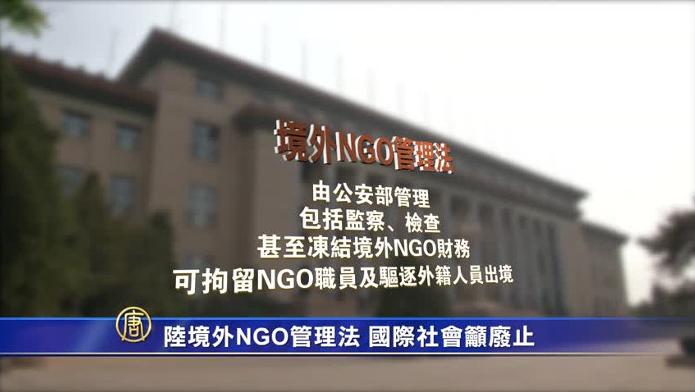 境外NGO管理法
由公安部管理
包括監察、檢查
甚至凍結境外NGO財務
可拘留NGO職員及驅逐外籍人員出境
唐
陸境外NGO管理法 國際社會籲廢止